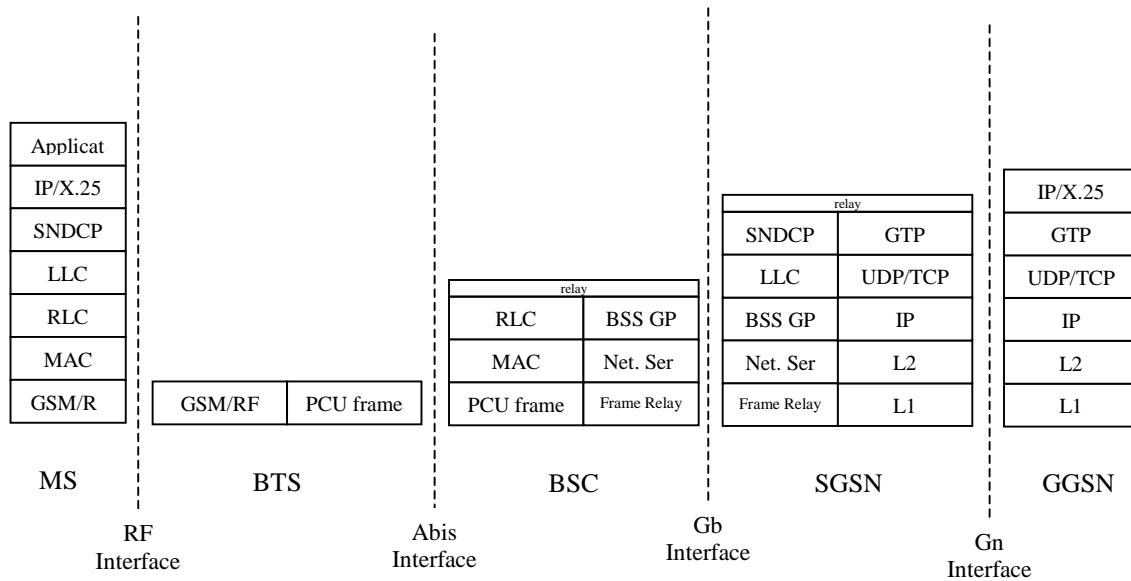 Applicat
IP/X.25
SNDCP
LLC
RLC
MAC
GSM/R
GSM/RF
PCU frame
relay
RLC
BSS GP
MAC
Net. Ser
PCU frame
Frame Relay
relay
SNDCP
GTP
LLC
UDP/TCP
BSS GP
IP
Net. Ser
L2
Frame Relay
L1
IP/X.25
GTP
UDP/TCP
IP
L2
L1
MS
BTS
BSC
SGSN
GGSN
RF
Interface
Abis
Interface
Gb
Interface
Gn
Interface